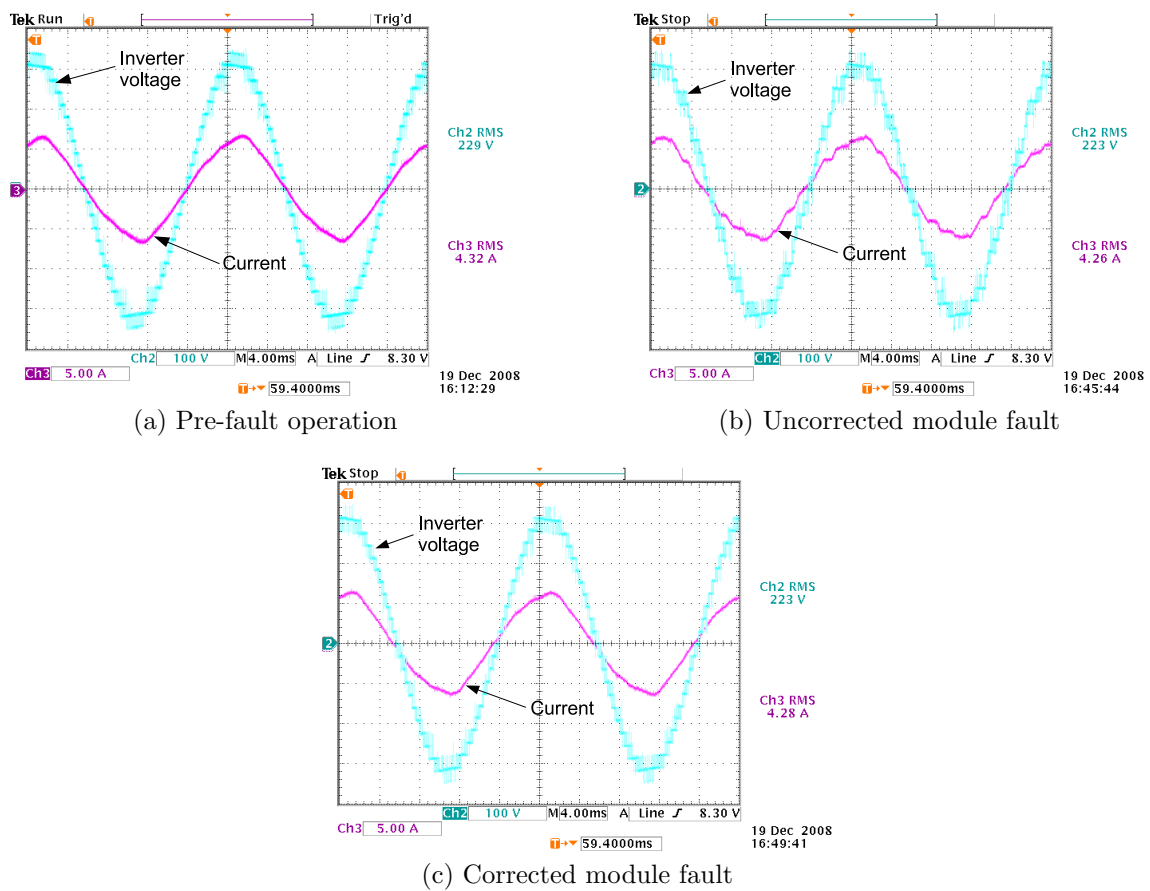 Tek Run Trig'd
T
T
Inverter
voltage
Ch2 RMS
229 V
3
Ch3 RMS
4.32 A
Current
Ch2 100 V M 4.00ms A Line ∫ 8.30 V
Ch3 5.00 A
T→▼ 59.4000ms
19 Dec 2008
16:12:29
(a) Pre-fault operation
Tek Stop
T
T
Inverter
voltage
Ch2 RMS
223 V
2
Ch3 RMS
4.26 A
Current
Ch2 100 V M 4.00ms A Line ∫ 8.30 V
Ch3 5.00 A
T→▼ 59.4000ms
19 Dec 2008
16:45:44
(b) Uncorrected module fault
Tek Stop
T
T
Inverter
voltage
Ch2 RMS
223 V
2
Ch3 RMS
4.28 A
Current
Ch2 100 V M 4.00ms A Line ∫ 8.30 V
Ch3 5.00 A
T→▼ 59.4000ms
19 Dec 2008
16:49:41
(c) Corrected module fault